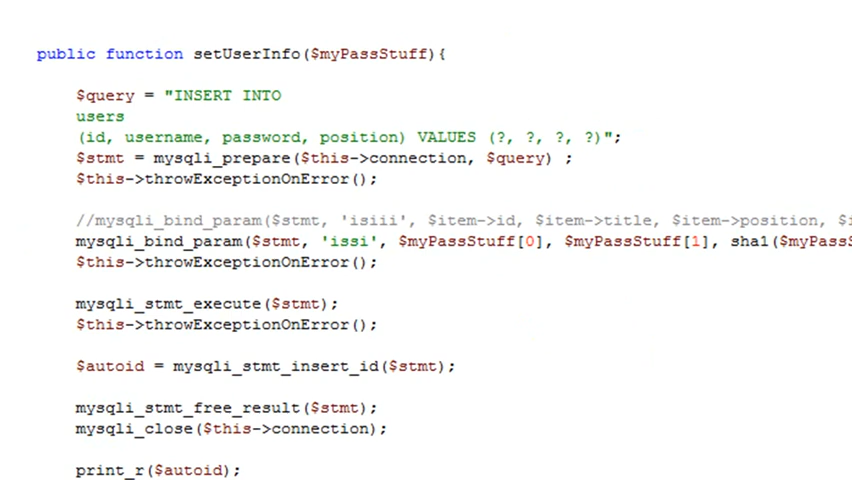 public function setUserInfo($myPassStuff){
$query = "INSERT INTO
users
(id, username, password, position) VALUES (?, ?, ?, ?)";
$stmt = mysqli_prepare($this->connection, $query) ;
$this->throwExceptionOnError();
//mysqli_bind_param($stmt, 'isiii', $item->id, $item->title, $item->position, $i
mysqli_bind_param($stmt, 'issi', $myPassStuff[0], $myPassStuff[1], sha1($myPassS
$this->throwExceptionOnError();
mysqli_stmt_execute($stmt);
$this->throwExceptionOnError();
$autoid = mysqli_stmt_insert_id($stmt);
mysqli_stmt_free_result($stmt);
mysqli_close($this->connection);
print_r($autoid);